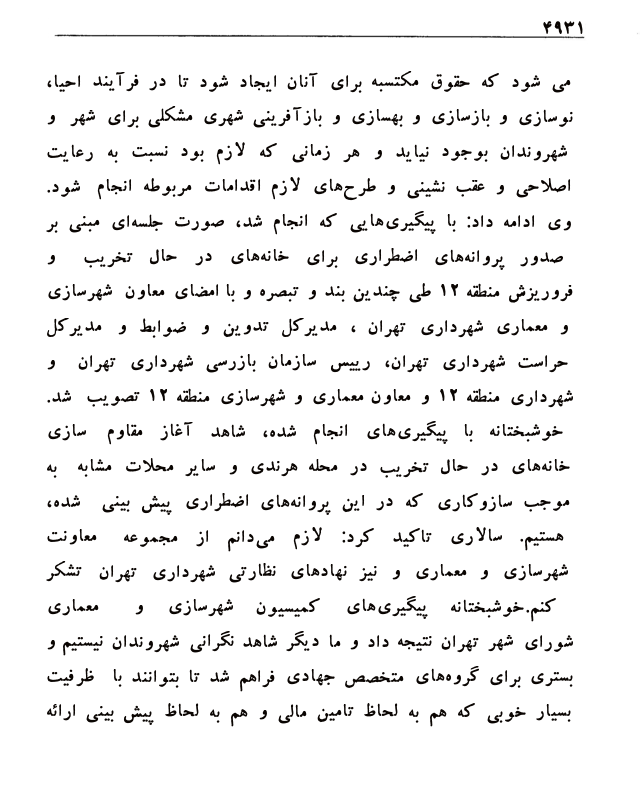 ۴۹۳۱
می شود که حقوق مکتسبه برای آنان ایجاد شود تا در فرآیند احیا،
نوسازی و بازسازی و بهسازی و بازآفرینی شهری مشکلی برای شهر و
شهروندان بوجود نیاید و هر زمانی که لازم بود نسبت به رعایت
اصلاحی و عقب نشینی و طرح‌های لازم اقدامات مربوطه انجام شود.
وی ادامه داد: با پیگیری‌هایی که انجام شد، صورت جلسه‌ای مبنی بر
صدور پروانه‌های اضطراری برای خانه‌های در حال تخریب و
فروریزش منطقه ۱۲ طی چندین بند و تبصره و با امضای معاون شهرسازی
و معماری شهرداری تهران ، مدیرکل تدوین و ضوابط و مدیرکل
حراست شهرداری تهران، رییس سازمان بازرسی شهرداری تهران و
شهرداری منطقه ۱۲ و معاون معماری و شهرسازی منطقه ۱۲ تصویب شد.
خوشبختانه با پیگیری‌های انجام شده، شاهد آغاز مقاوم سازی
خانه‌های در حال تخریب در محله هرندی و سایر محلات مشابه به
موجب سازوکاری که در این پروانه‌های اضطراری پیش بینی شده،
هستیم. سالاری تاکید کرد: لازم می‌دانم از مجموعه معاونت
شهرسازی و معماری و نیز نهادهای نظارتی شهرداری تهران تشکر
کنم.خوشبختانه پیگیری‌های کمیسیون شهرسازی و معماری
شورای شهر تهران نتیجه داد و ما دیگر شاهد نگرانی شهروندان نیستیم و
بستری برای گروه‌های متخصص جهادی فراهم شد تا بتوانند با ظرفیت
بسیار خوبی که هم به لحاظ تامین مالی و هم به لحاظ پیش بینی ارائه